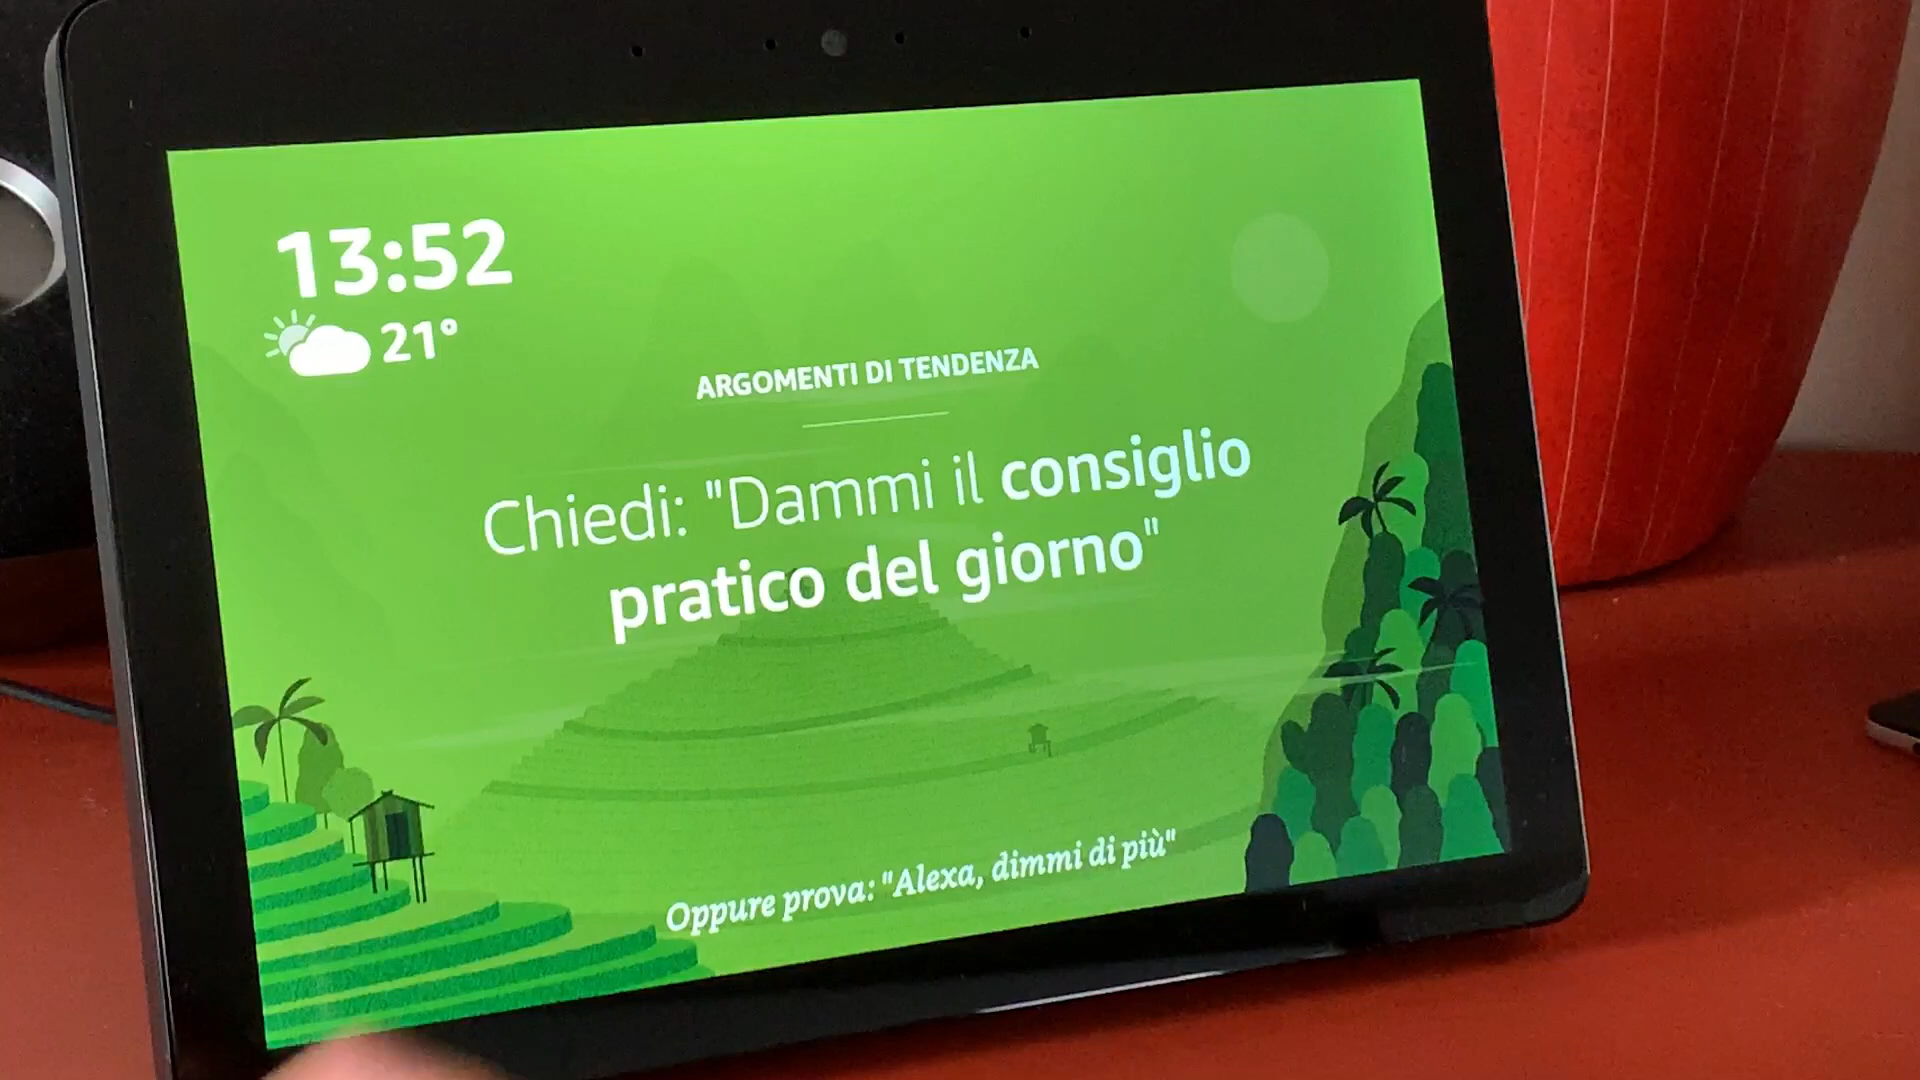 13:52
21°
ARGOMENTI DI TENDENZA
Chiedi: "Dammi il consiglio
pratico del giorno"
Oppure prova: "Alexa, dimmi di più"